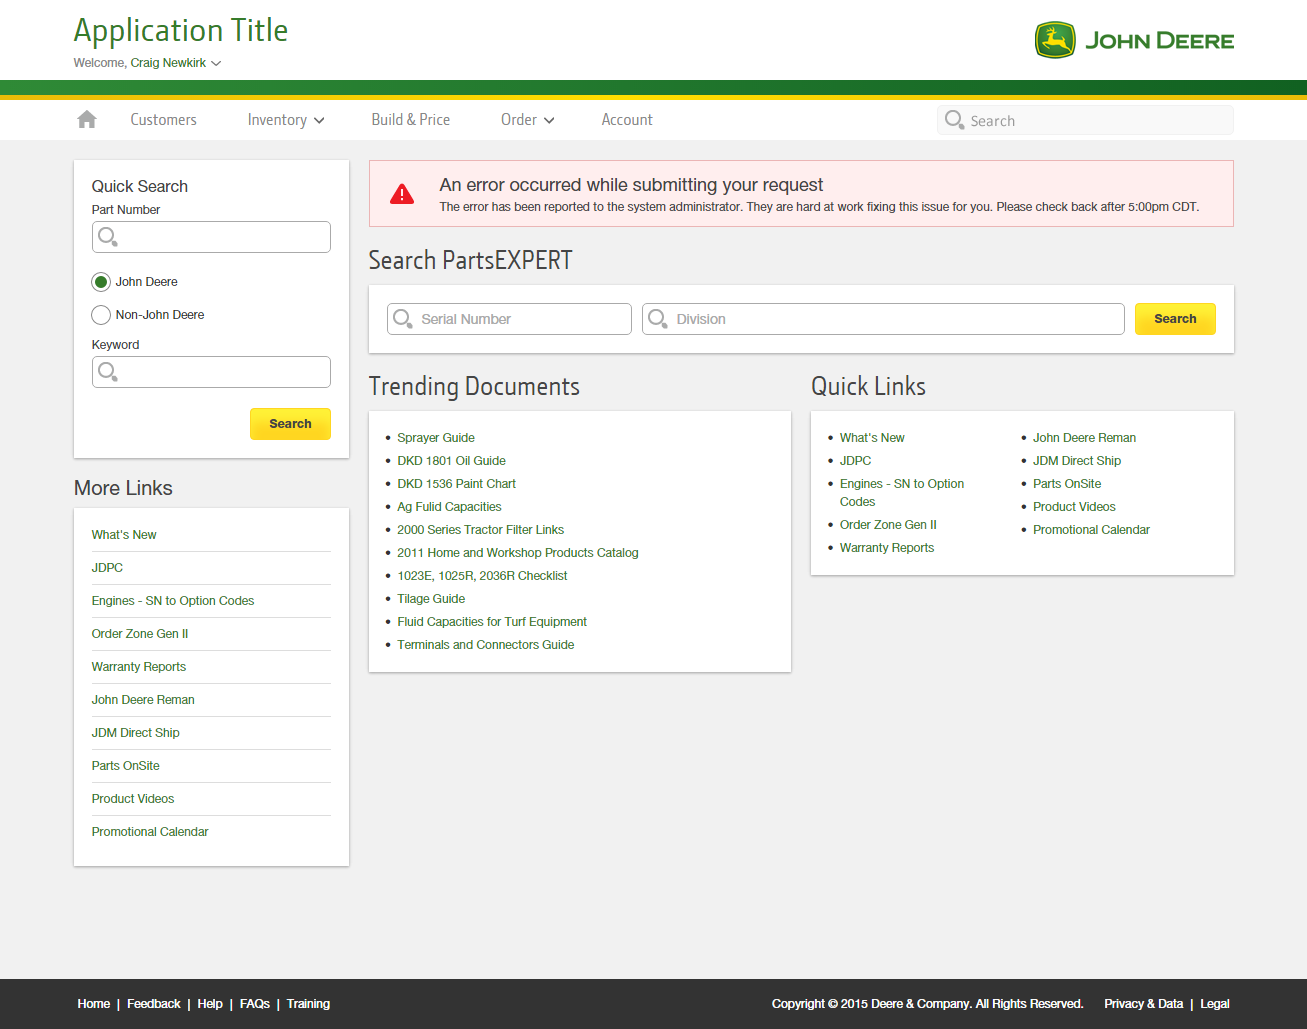 Application Title
Welcome, Craig Newkirk
JOHN DEERE
Customers
Inventory
Build & Price
Order
Account
Search
Quick Search
Part Number
John Deere
Non-John Deere
Keyword
Search
More Links
What's New
JDPC
Engines - SN to Option Codes
Order Zone Gen II
Warranty Reports
John Deere Reman
JDM Direct Ship
Parts OnSite
Product Videos
Promotional Calendar
An error occurred while submitting your request
The error has been reported to the system administrator. They are hard at work fixing this issue for you. Please check back after 5:00pm CDT.
Search PartsEXPERT
Serial Number
Division
Search
Trending Documents
Sprayer Guide
DKD 1801 Oil Guide
DKD 1536 Paint Chart
Ag Fulid Capacities
2000 Series Tractor Filter Links
2011 Home and Workshop Products Catalog
1023E, 1025R, 2036R Checklist
Tilage Guide
Fluid Capacities for Turf Equipment
Terminals and Connectors Guide
Quick Links
What's New
JDPC
Engines - SN to Option
Codes
Order Zone Gen II
Warranty Reports
John Deere Reman
JDM Direct Ship
Parts OnSite
Product Videos
Promotional Calendar
Home | Feedback | Help | FAQs | Training
Copyright © 2015 Deere & Company. All Rights Reserved.
Privacy & Data | Legal